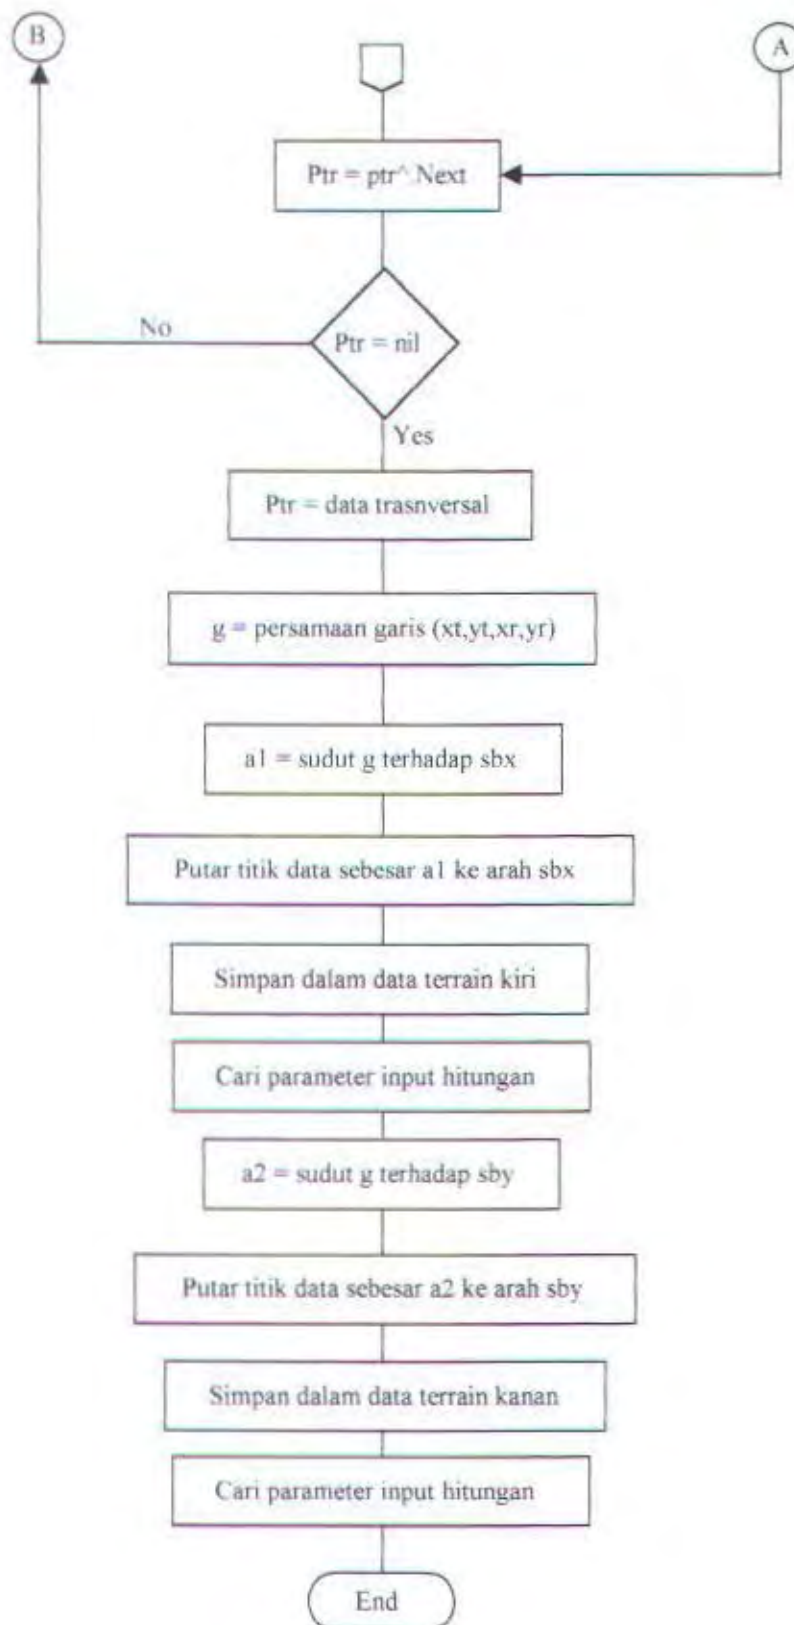 B
A
Ptr = ptr^ Next
No
Ptr = nil
Yes
Ptr = data trasnversal
g = persamaan garis (xt,yt,xr,yr)
a1 = sudut g terhadap sbx
Putar titik data sebesar a1 ke arah sbx
Simpan dalam data terrain kiri
Cari parameter input hitungan
a2 = sudut g terhadap sby
Putar titik data sebesar a2 ke arah sby
Simpan dalam data terrain kanan
Cari parameter input hitungan
End